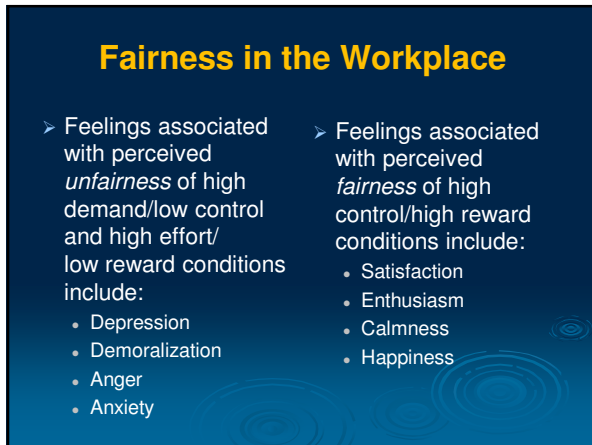 Fairness in the Workplace
➢ Feelings associated
with perceived
unfairness of high
demand/low control
and high effort/
low reward conditions
include:
• Depression
• Demoralization
• Anger
• Anxiety
➢ Feelings associated
with perceived
fairness of high
control/high reward
conditions include:
• Satisfaction
• Enthusiasm
• Calmness
• Happiness